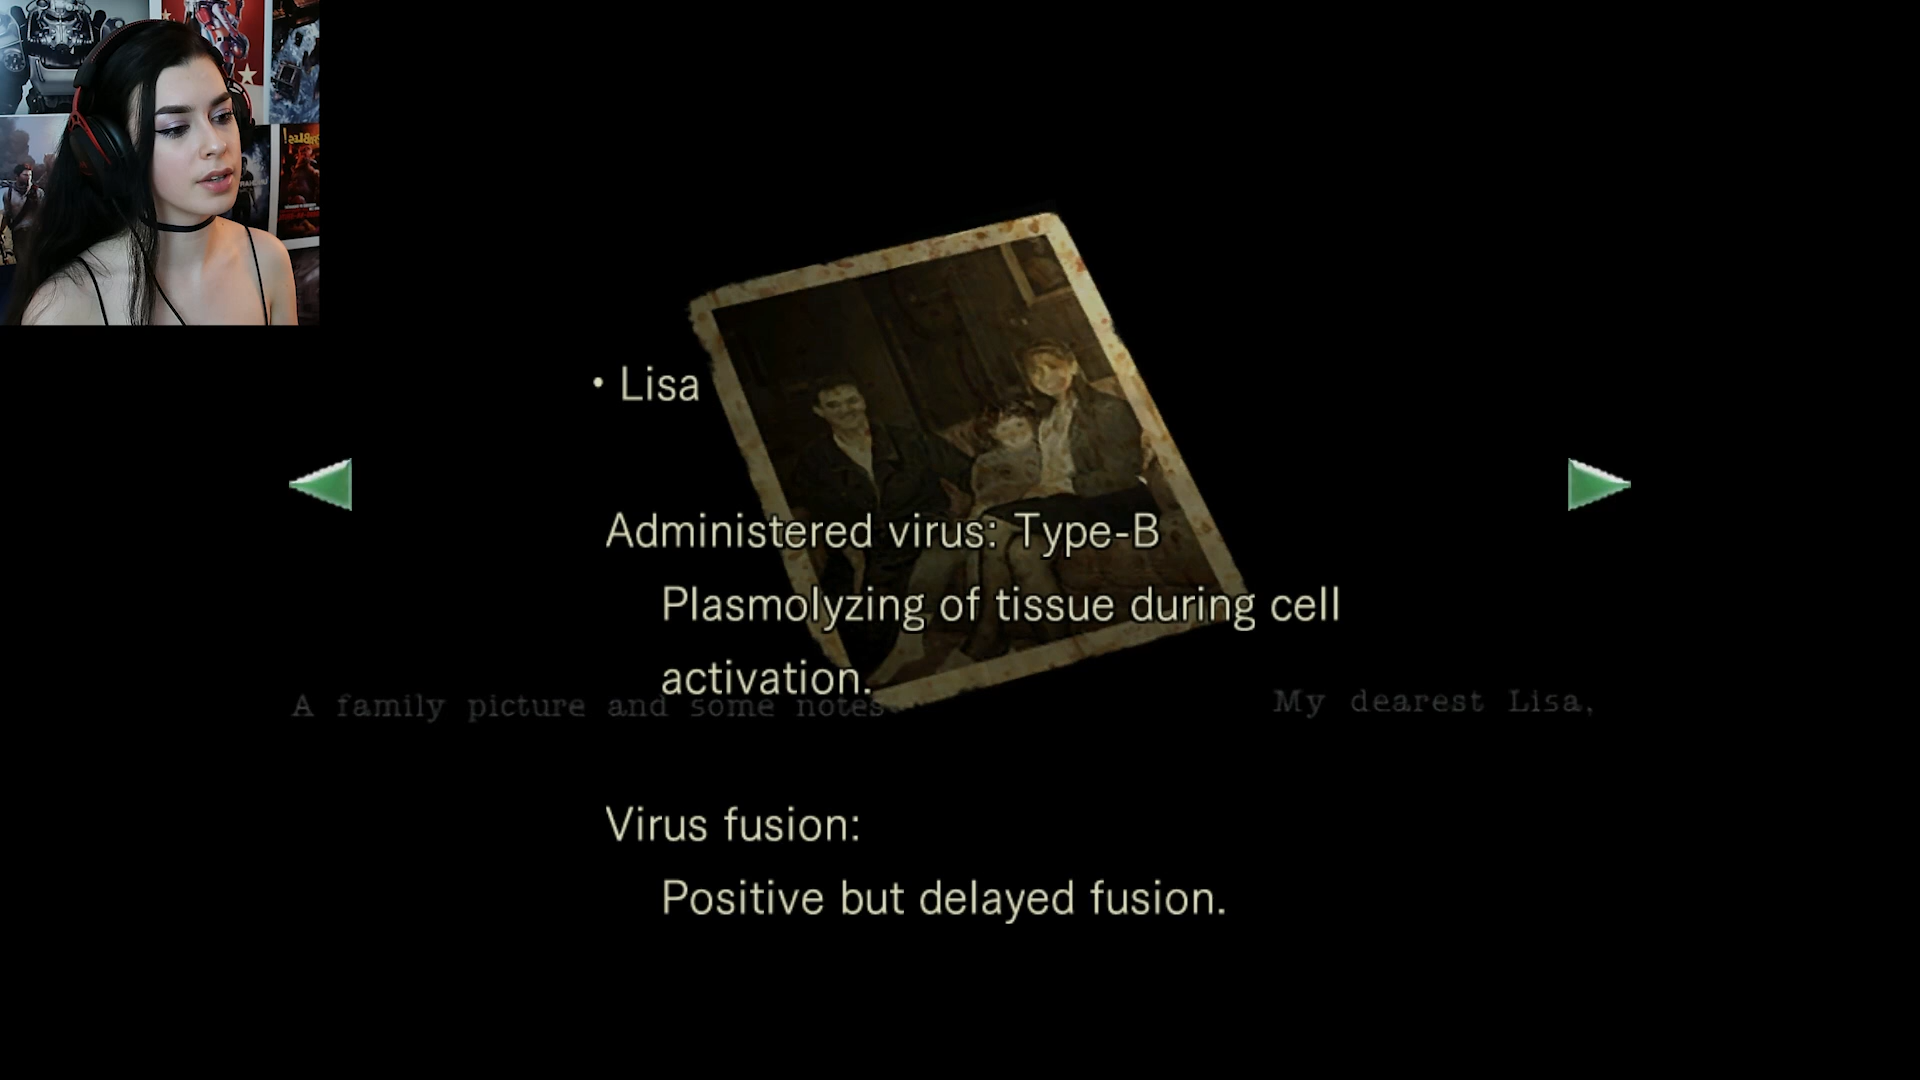 • Lisa
Administered virus: Type-B
Plasmolyzing of tissue during cell
activation.
A family picture and some notes
My dearest Lisa,
Virus fusion:
Positive but delayed fusion.